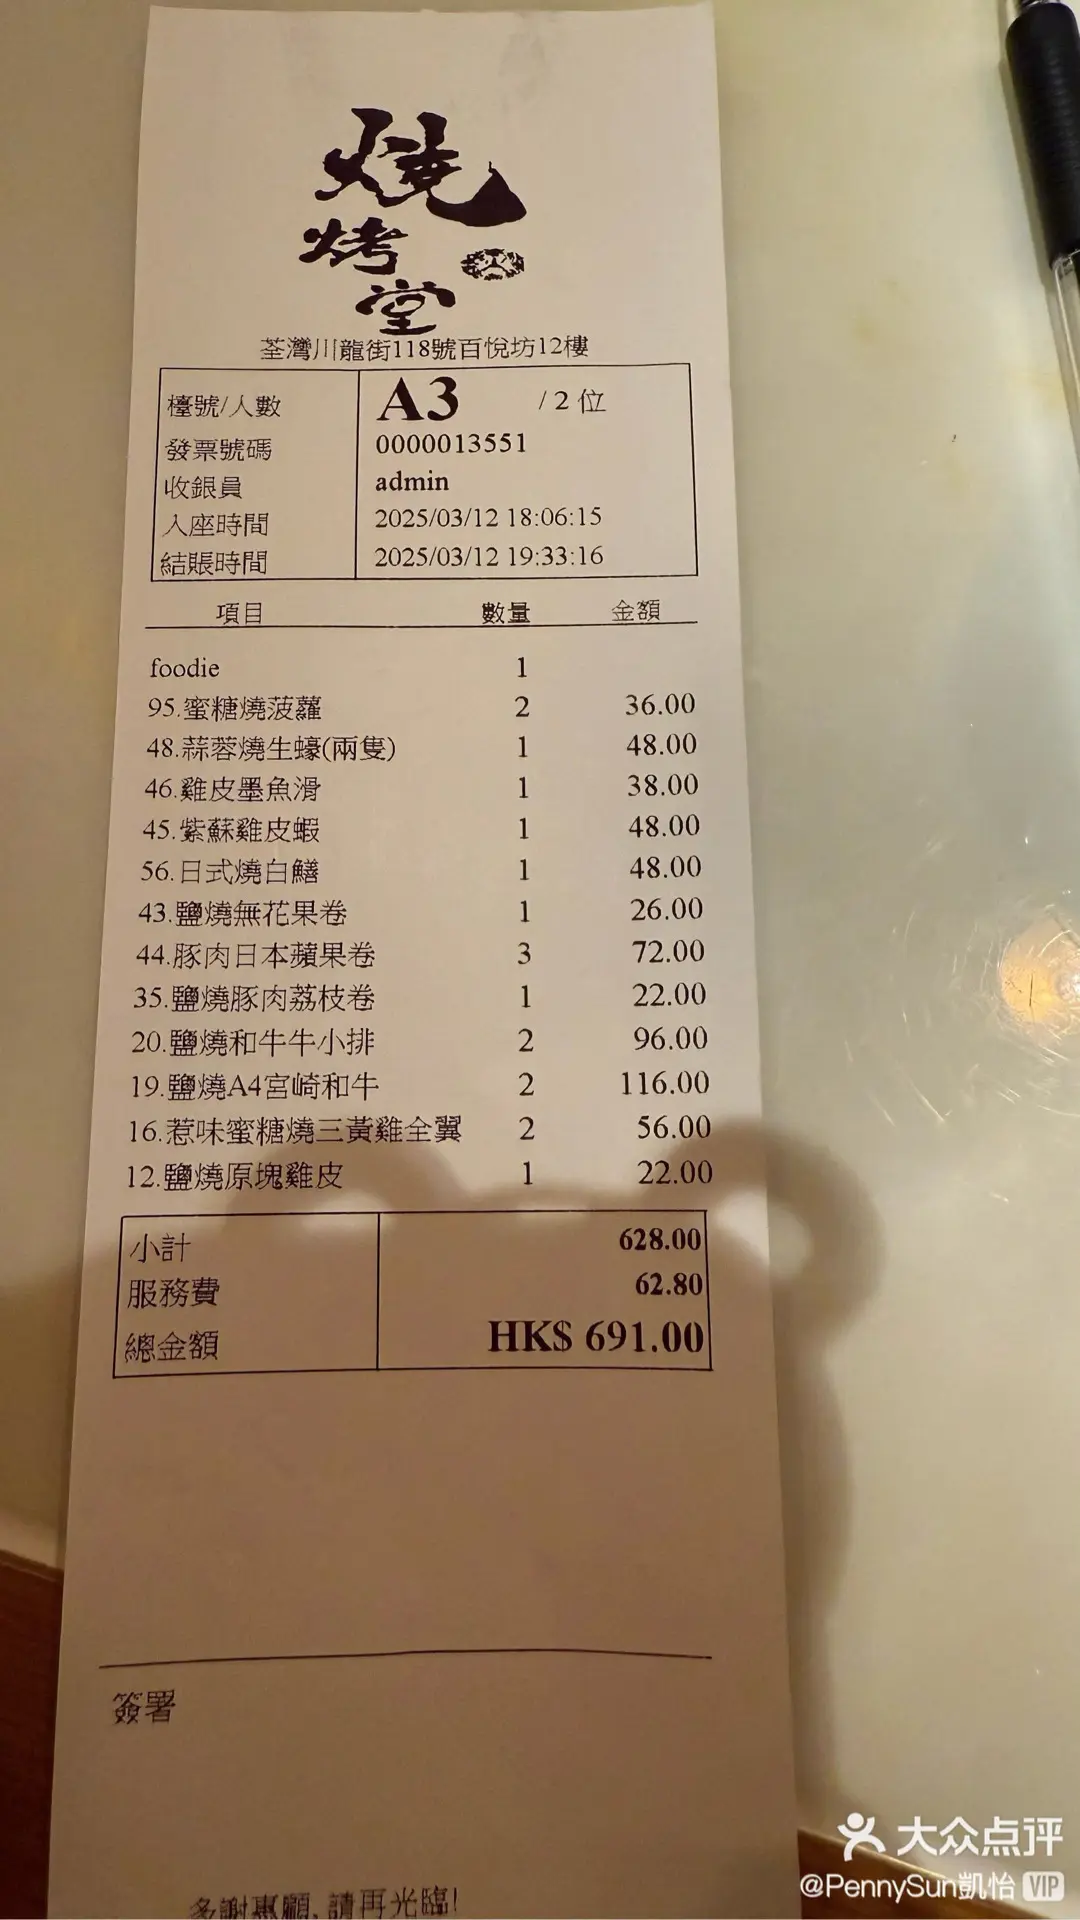 燒
烤
堂
荃灣川龍街118號百悅坊12樓
檯號/人數 A3 / 2 位
發票號碼 0000013551
收銀員 admin
入座時間 2025/03/12 18:06:15
結賬時間 2025/03/12 19:33:16
項目 數量 金額
foodie 1
95.蜜糖燒菠蘿 2 36.00
48.蒜蓉燒生蠔(兩隻) 1 48.00
46.雞皮墨魚滑 1 38.00
45.紫蘇雞皮蝦 1 48.00
56.日式燒白鱔 1 48.00
43.鹽燒無花果卷 1 26.00
44.豚肉日本蘋果卷 3 72.00
35.鹽燒豚肉荔枝卷 1 22.00
20.鹽燒和牛牛小排 2 96.00
19.鹽燒A4宮崎和牛 2 116.00
16.惹味蜜糖燒三黃雞全翼 2 56.00
12.鹽燒原塊雞皮 1 22.00
小計 628.00
服務費 62.80
總金額 HK$ 691.00
簽署
多謝惠顧,請再光臨!
大众点评
@PennySun凱怡 VIP